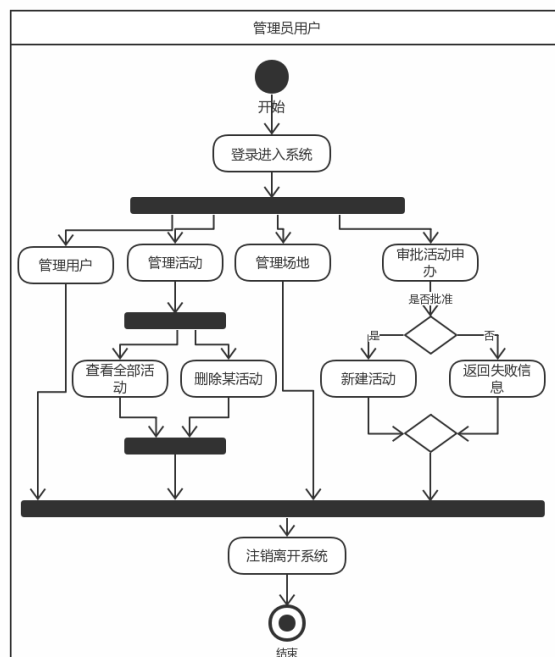 管理员用户
开始
登录进入系统
管理用户
管理活动
管理场地
审批活动申
办
是否批准
是
否
查看全部活
动
删除某活动
新建活动
返回失败信
息
注销离开系统
结束